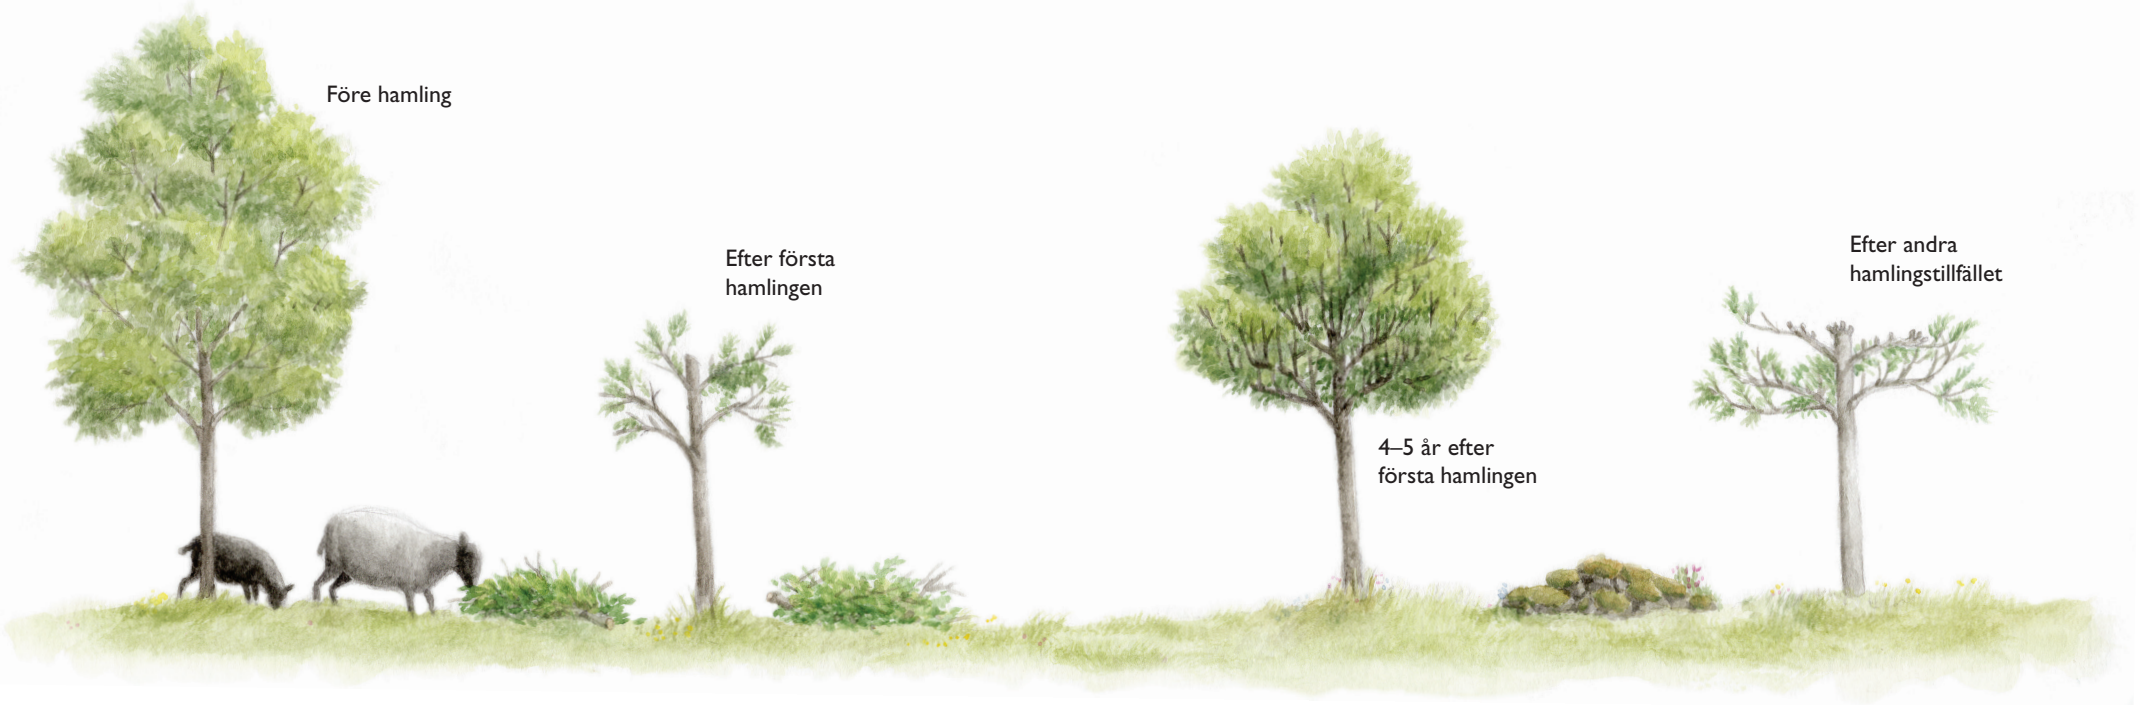 Före hamling
Efter första
hamlingen
4–5 år efter
första hamlingen
Efter andra
hamlingstillfället